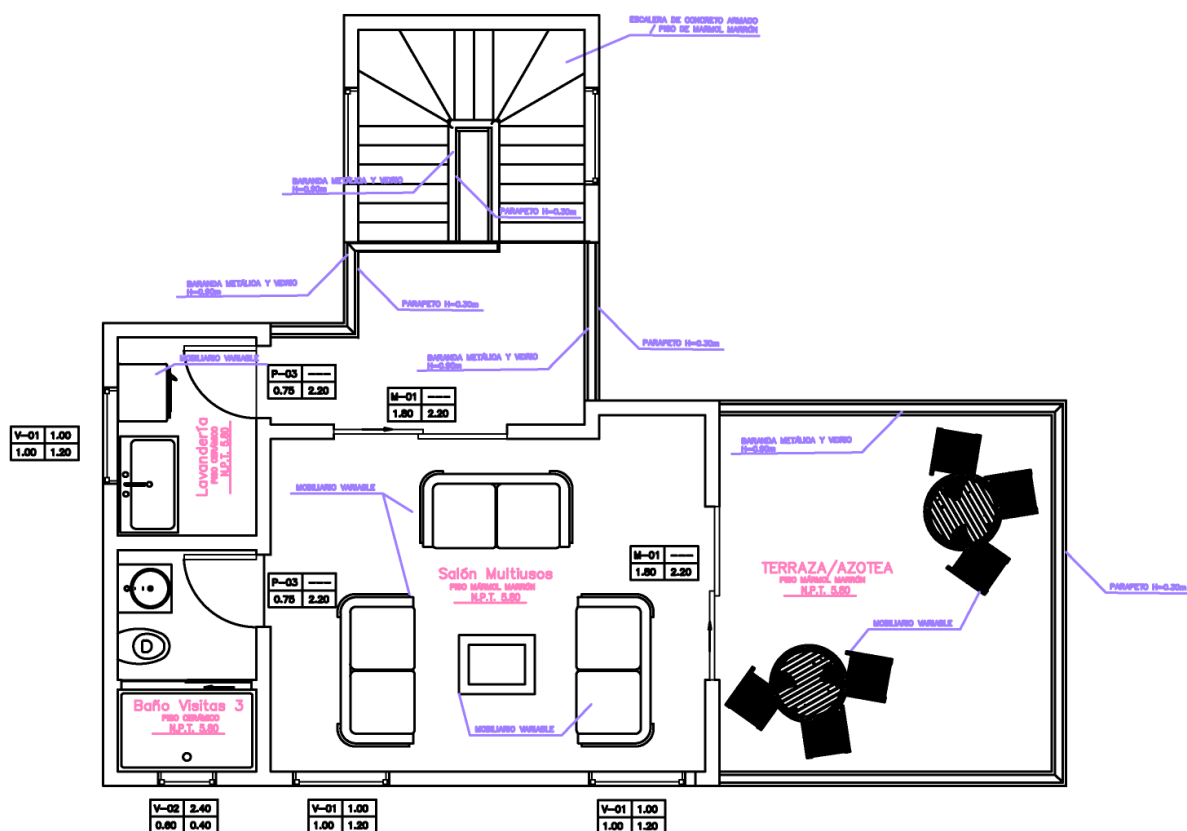 ESCALERA DE CONCRETO ARMADO
/ PISO DE MARMOL MARRÓN
BARANDA METÁLICA Y VIDRIO
H=0.90m
PARAPETO H=0.30m
BARANDA METÁLICA Y VIDRIO
H=0.90m
PARAPETO H=0.30m
PARAPETO H=0.30m
BARANDA METÁLICA Y VIDRIO
H=0.90m
MOBILIARIO VARIABLE
P-03 ----
0.75 2.20
M-01 ----
1.80 2.20
V-01 1.00
1.00 1.20
Lavandería
PISO CERÁMICO
N.P.T. 5.80
BARANDA METÁLICA Y VIDRIO
H=0.90m
MOBILIARIO VARIABLE
M-01 ----
1.80 2.20
Salón Multiusos
PISO MÁRMOL MARRÓN
N.P.T. 5.80
TERRAZA/AZOTEA
PISO MÁRMOL MARRÓN
N.P.T. 5.80
P-03 ----
0.75 2.20
PARAPETO H=0.30m
MOBILIARIO VARIABLE
D
Baño Visitas 3
PISO CERÁMICO
N.P.T. 5.80
MOBILIARIO VARIABLE
V-02 2.40
0.60 0.40
V-01 1.00
1.00 1.20
V-01 1.00
1.00 1.20